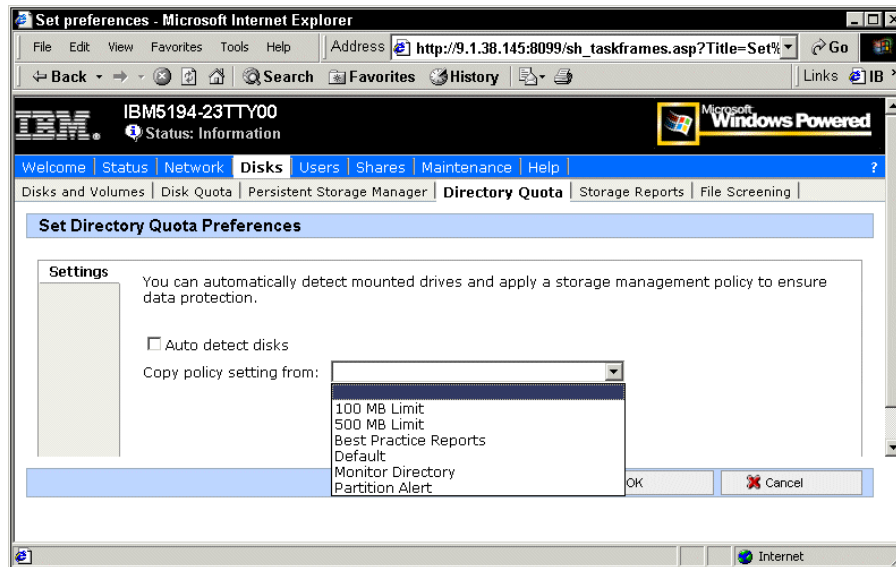 Set preferences - Microsoft Internet Explorer
File Edit View Favorites Tools Help Address http://9.1.38.145:8099/sh_taskframes.asp?Title=Set% Go
Back Search Favorites History Links IB
IBM IBM5194-23TTY00 Microsoft
Status: Information Windows Powered
Welcome | Status | Network | Disks | Users | Shares | Maintenance | Help | ?
Disks and Volumes | Disk Quota | Persistent Storage Manager | Directory Quota | Storage Reports | File Screening |
Set Directory Quota Preferences
Settings
You can automatically detect mounted drives and apply a storage management policy to ensure
data protection.
Auto detect disks
Copy policy setting from:
100 MB Limit
500 MB Limit
Best Practice Reports
Default
Monitor Directory
Partition Alert
OK Cancel
Internet